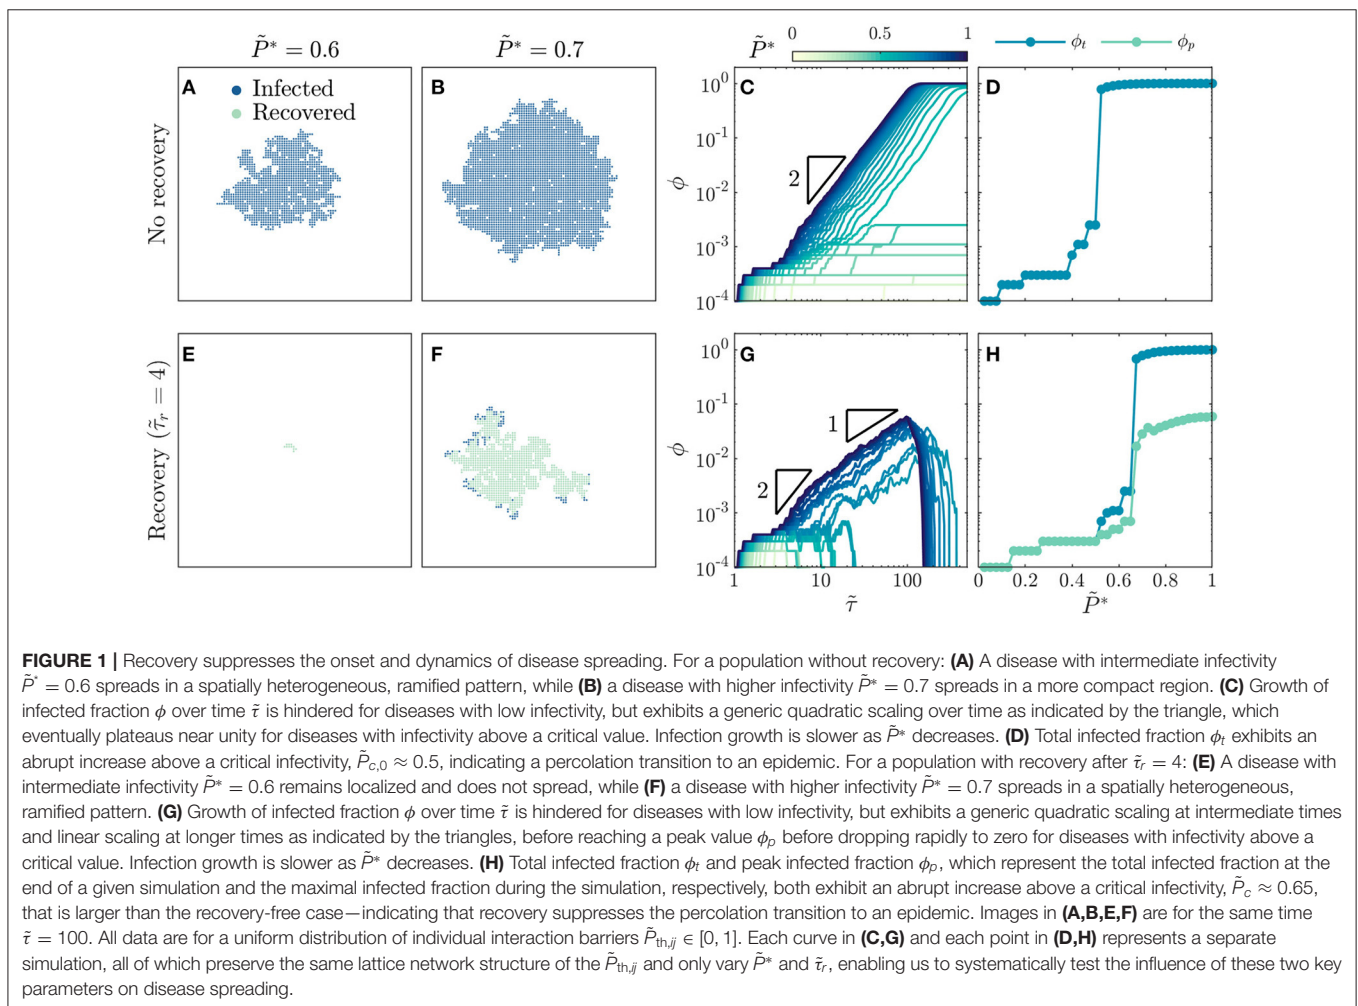 P̃* = 0.6
P̃* = 0.7
P̃*
0 0.5 1
ϕt ϕp
No recovery
A
Infected
Recovered
B
C
ϕ
10⁰
10⁻¹
10⁻²
10⁻³
10⁻⁴
2
D
Recovery (τ̃r = 4)
E
F
G
ϕ
10⁰
10⁻¹
10⁻²
10⁻³
10⁻⁴
1
2
1 10 100
τ̃
H
0 0.2 0.4 0.6 0.8 1
P̃*
FIGURE 1 | Recovery suppresses the onset and dynamics of disease spreading. For a population without recovery: (A) A disease with intermediate infectivity
P̃* = 0.6 spreads in a spatially heterogeneous, ramified pattern, while (B) a disease with higher infectivity P̃* = 0.7 spreads in a more compact region. (C) Growth of
infected fraction ϕ over time τ̃ is hindered for diseases with low infectivity, but exhibits a generic quadratic scaling over time as indicated by the triangle, which
eventually plateaus near unity for diseases with infectivity above a critical value. Infection growth is slower as P̃* decreases. (D) Total infected fraction ϕt exhibits an
abrupt increase above a critical infectivity, P̃c,0 ≈ 0.5, indicating a percolation transition to an epidemic. For a population with recovery after τ̃r = 4: (E) A disease with
intermediate infectivity P̃* = 0.6 remains localized and does not spread, while (F) a disease with higher infectivity P̃* = 0.7 spreads in a spatially heterogeneous,
ramified pattern. (G) Growth of infected fraction ϕ over time τ̃ is hindered for diseases with low infectivity, but exhibits a generic quadratic scaling at intermediate times
and linear scaling at longer times as indicated by the triangles, before reaching a peak value ϕp before dropping rapidly to zero for diseases with infectivity above a
critical value. Infection growth is slower as P̃* decreases. (H) Total infected fraction ϕt and peak infected fraction ϕp, which represent the total infected fraction at the
end of a given simulation and the maximal infected fraction during the simulation, respectively, both exhibit an abrupt increase above a critical infectivity, P̃c ≈ 0.65,
that is larger than the recovery-free case—indicating that recovery suppresses the percolation transition to an epidemic. Images in (A,B,E,F) are for the same time
τ̃ = 100. All data are for a uniform distribution of individual interaction barriers P̃th,ij ∈ [0, 1]. Each curve in (C,G) and each point in (D,H) represents a separate
simulation, all of which preserve the same lattice network structure of the P̃th,ij and only vary P̃* and τ̃r, enabling us to systematically test the influence of these two key
parameters on disease spreading.